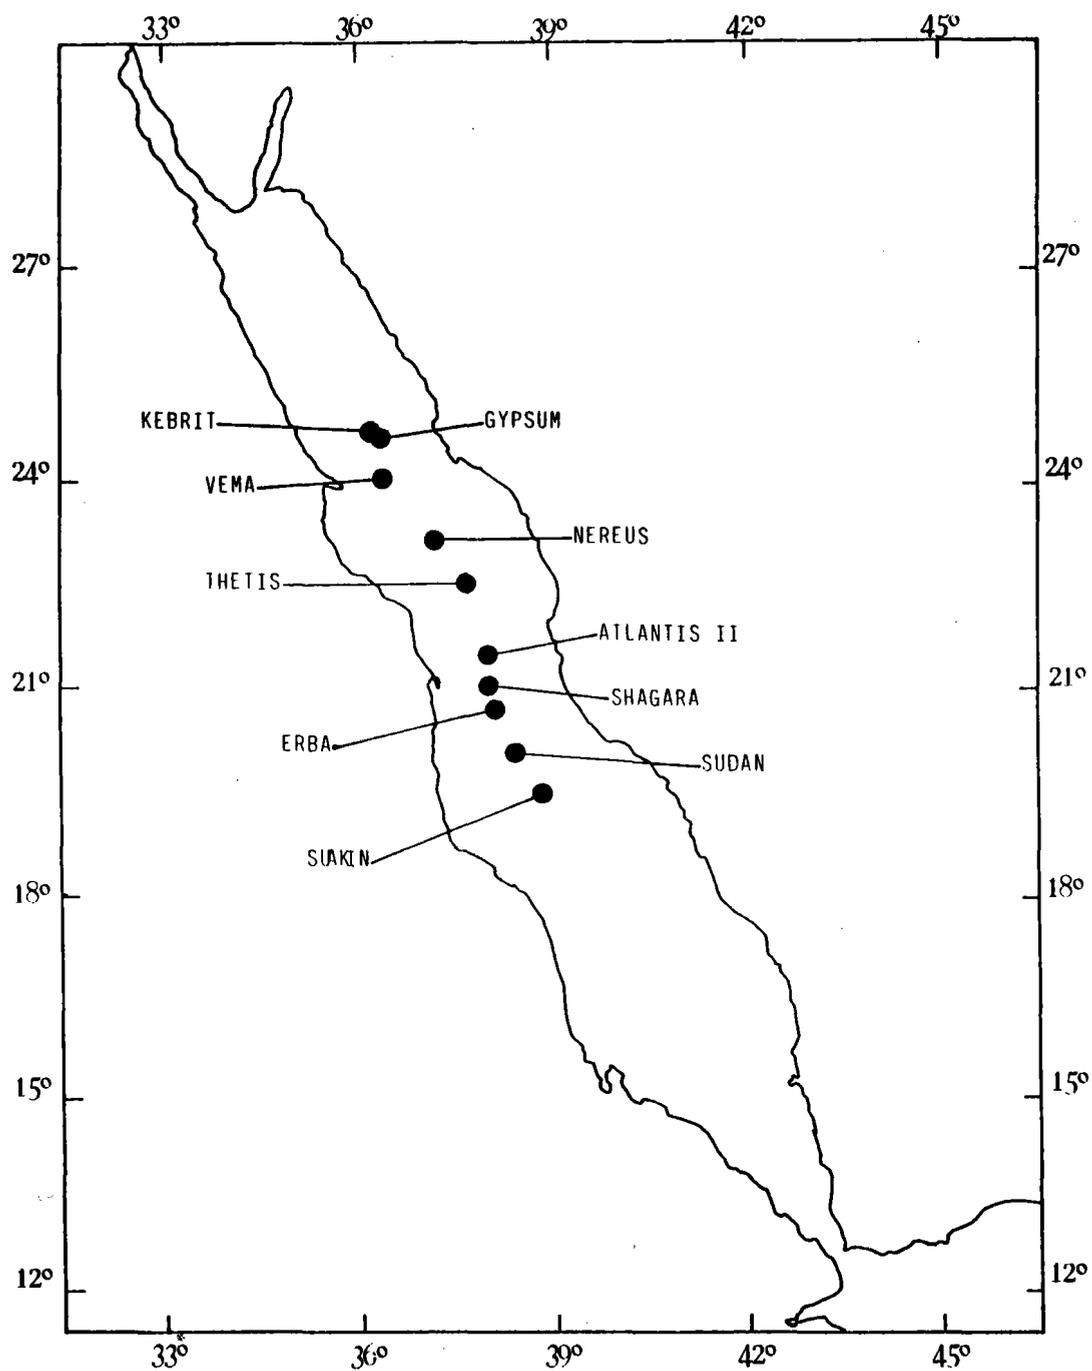 33° 36° 39° 42° 45°
27° 27°
KEBRIT GYPSUM
24° 24°
VEMA
NEREUS
THETIS
ATLANTIS II
21° 21°
SHAGARA
ERBA
SUDAN
SUAKIN
18° 18°
15° 15°
12° 12°
33° 36° 39° 42° 45°